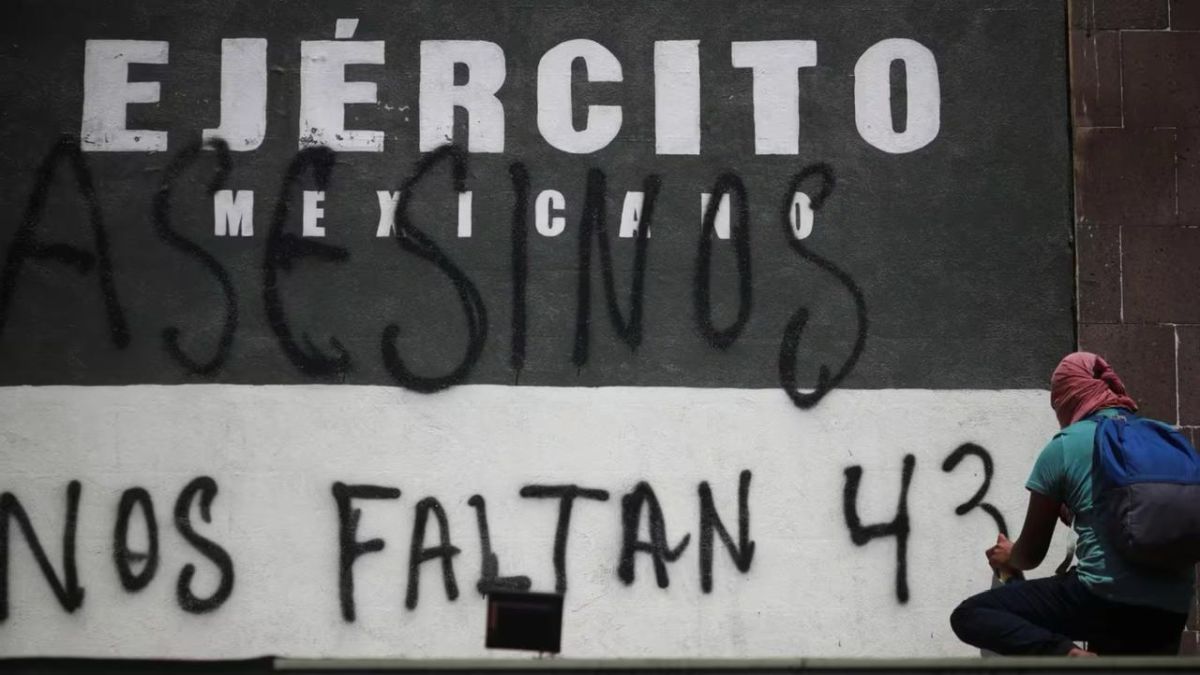 EJÉRCITO
MEXICANO
ASESINOS
NOS FALTAN 43